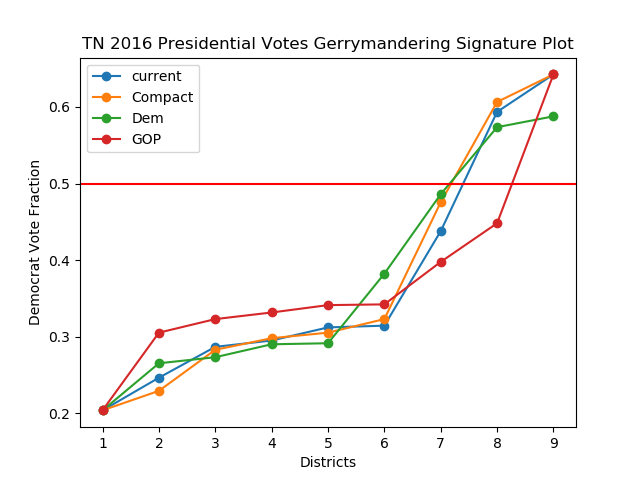 TN 2016 Presidential Votes Gerrymandering Signature Plot
current
Compact
Dem
GOP
0.6
0.5
0.4
0.3
0.2
Democrat Vote Fraction
1 2 3 4 5 6 7 8 9
Districts